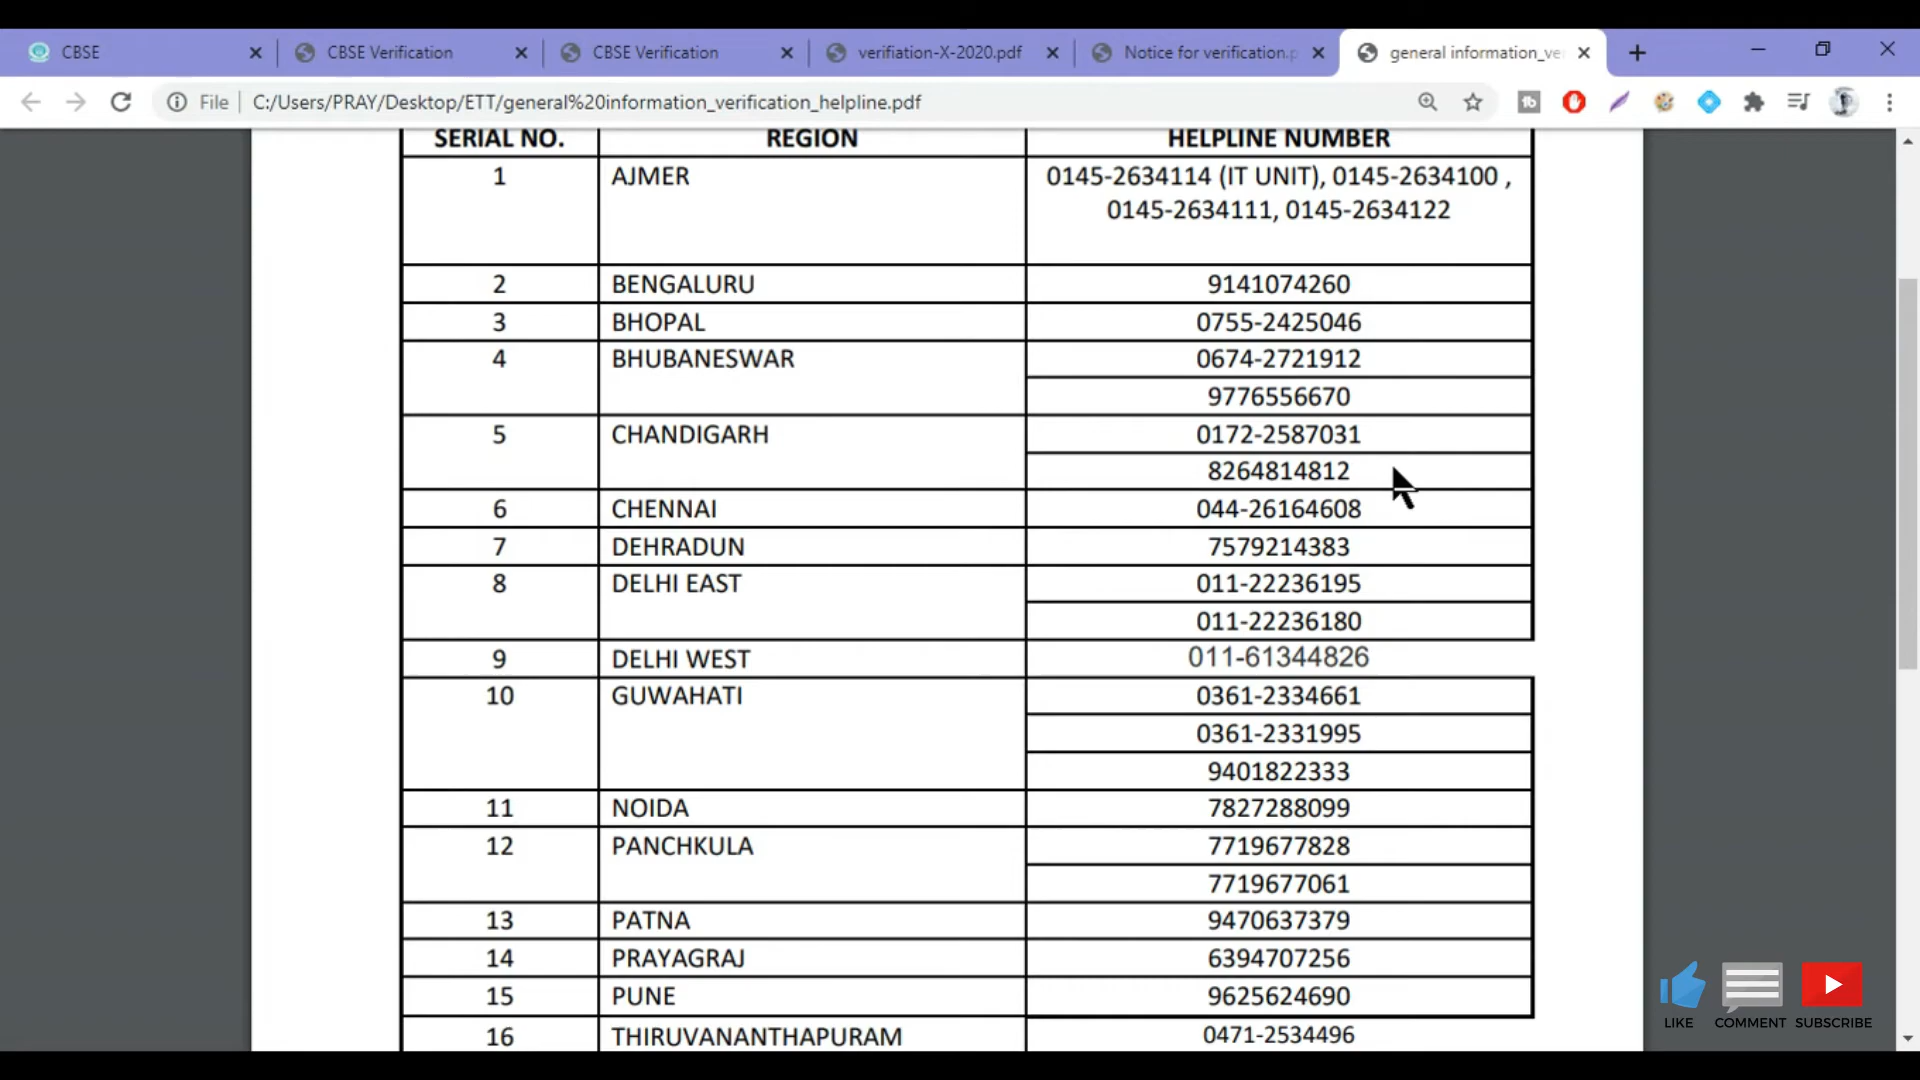 CBSE
CBSE Verification
CBSE Verification
verifiation-X-2020.pdf
Notice for verification.p
general information_ve
File
C:/Users/PRAY/Desktop/ETT/general%20information_verification_helpline.pdf
SERIAL NO. REGION HELPLINE NUMBER
1 AJMER 0145-2634114 (IT UNIT), 0145-2634100 ,
0145-2634111, 0145-2634122
2 BENGALURU 9141074260
3 BHOPAL 0755-2425046
4 BHUBANESWAR 0674-2721912
9776556670
5 CHANDIGARH 0172-2587031
8264814812
6 CHENNAI 044-26164608
7 DEHRADUN 7579214383
8 DELHI EAST 011-22236195
011-22236180
9 DELHI WEST 011-61344826
10 GUWAHATI 0361-2334661
0361-2331995
9401822333
11 NOIDA 7827288099
12 PANCHKULA 7719677828
7719677061
13 PATNA 9470637379
14 PRAYAGRAJ 6394707256
15 PUNE 9625624690
16 THIRUVANANTHAPURAM 0471-2534496
LIKE COMMENT SUBSCRIBE